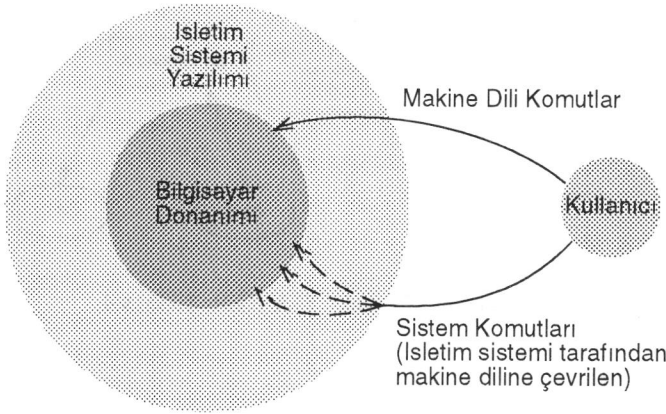 Isletim
Sistemi
Yazılımı
Makine Dili Komutlar
Bilgisayar
Donanımı
Kullanıcı
Sistem Komutları
(Isletim sistemi tarafından
makine diline çevrilen)